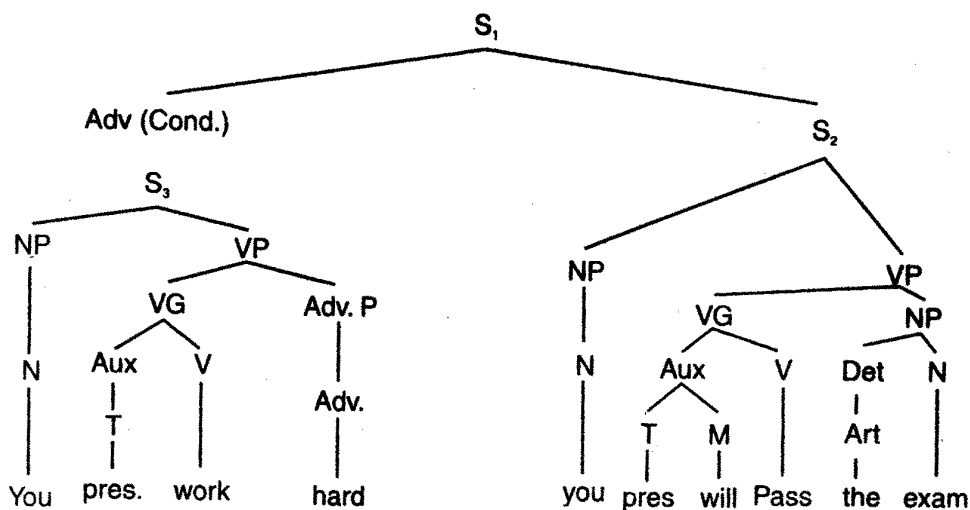 S₁
Adv (Cond.)
S₂
S₃
NP VP
NP VP
VG Adv. P
VG NP
N Aux V
N Aux V Det N
T Adv.
T M Art
You pres. work hard
you pres will Pass the exam